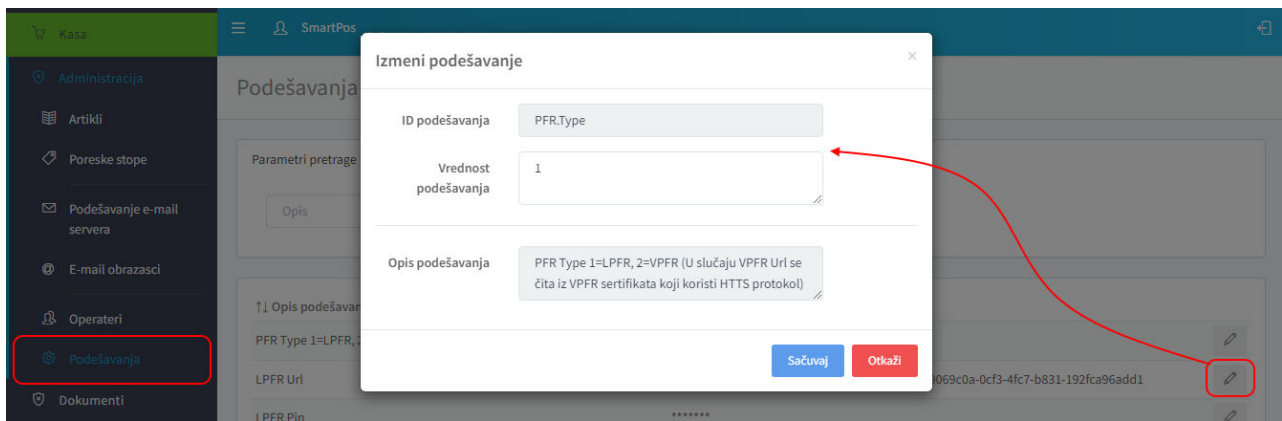 Kasa
SmartPos
Administracija
Artikli
Poreske stope
Podešavanje e-mail
servera
E-mail obrazasci
Operateri
Podešavanja
Dokumenti
Podešavanja
Parametri pretrage
Opis
↑↓ Opis podešavan
PFR Type 1=LPFR, 2
LPFR Url
9069c0a-0cf3-4fc7-b831-192fca96add1
LPFR Pin
*******
Izmeni podešavanje
×
ID podešavanja
PFR.Type
Vrednost
podešavanja
1
Opis podešavanja
PFR Type 1=LPFR, 2=VPFR (U slučaju VPFR Url se
čita iz VPFR sertifikata koji koristi HTTS protokol)
Sačuvaj
Otkaži